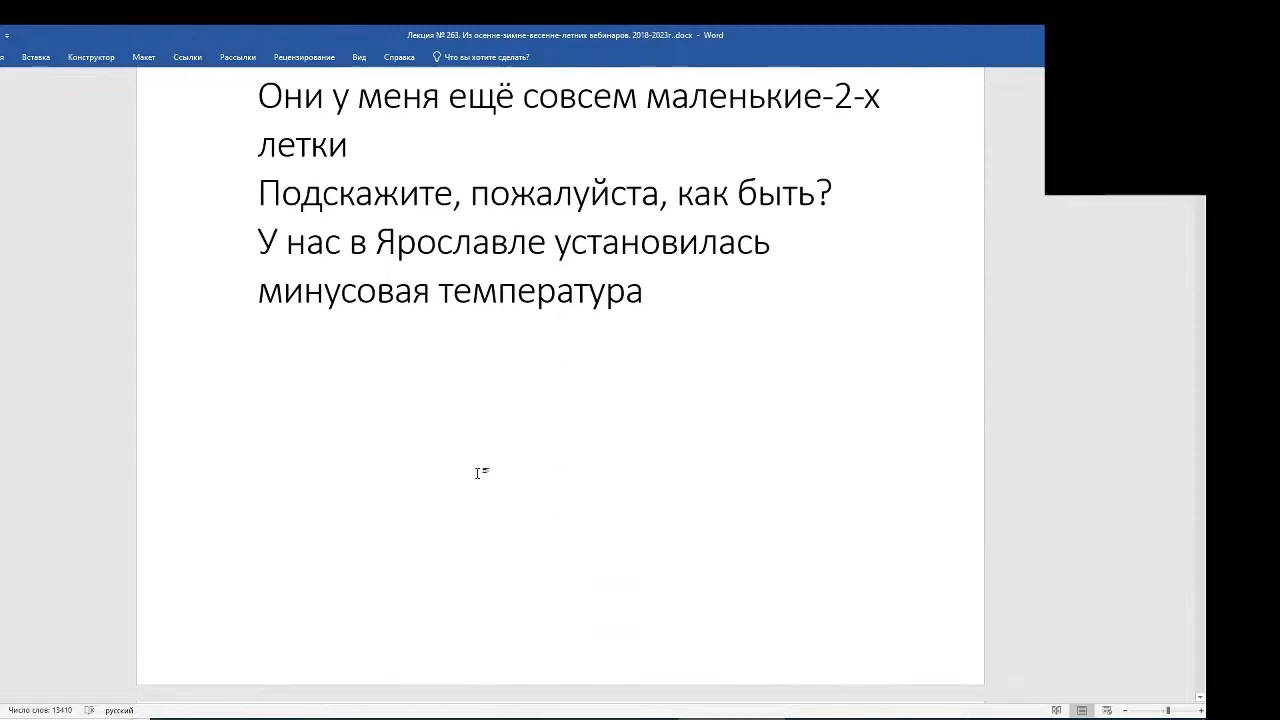 Лекция № 263. Из осенне-зимне-весенне-летних вебинаров. 2018-2023г..docx - Word
я Вставка Конструктор Макет Ссылки Рассылки Рецензирование Вид Справка Что вы хотите сделать?
Они у меня ещё совсем маленькие-2-х
летки
Подскажите, пожалуйста, как быть?
У нас в Ярославле установилась
минусовая температура
Число слов: 13410 русский